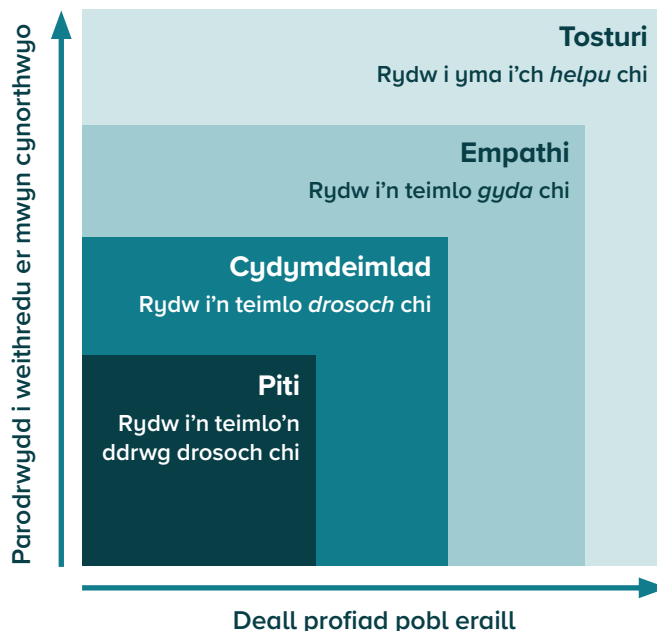 Parodrwydd i weithredu er mwyn cynorthwyo
Tosturi
Rydw i yma i’ch helpu chi
Empathi
Rydw i’n teimlo gyda chi
Cydymdeimlad
Rydw i’n teimlo drosoch chi
Piti
Rydw i’n teimlo’n
ddrwg drosoch chi
Deall profiad pobl eraill